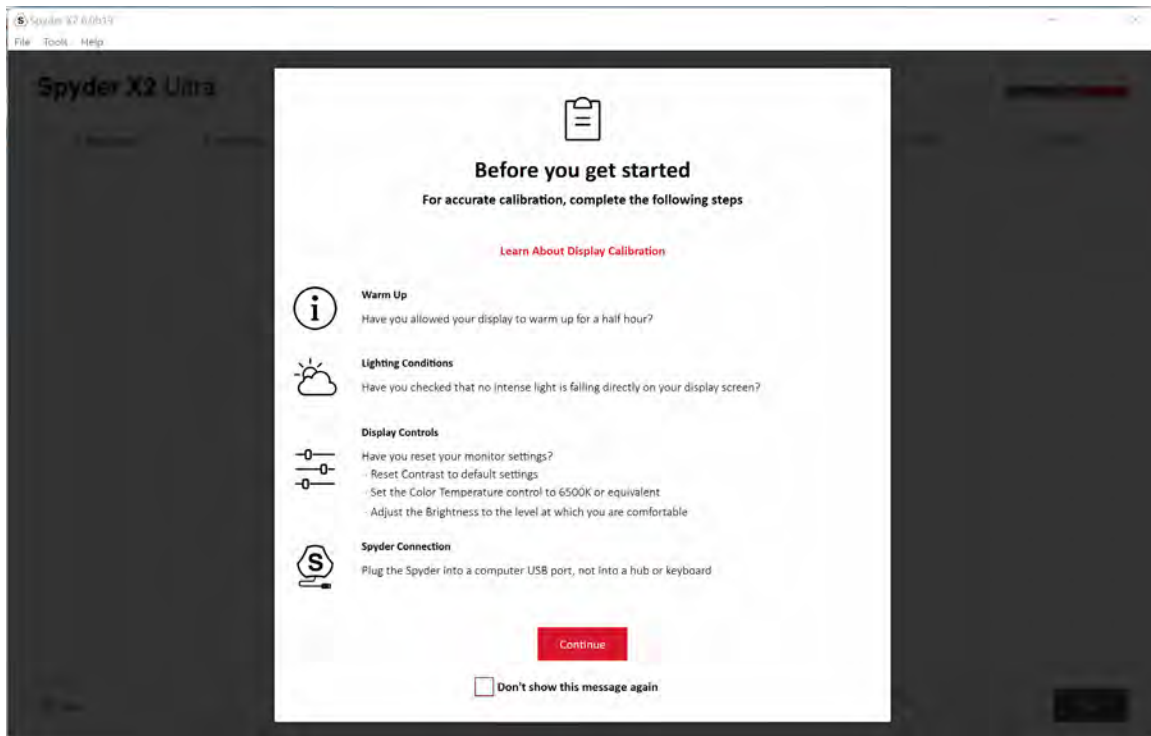 Spyder X2 6.0b19
File Tools Help
Spyder X2 Ultra
Before you get started
For accurate calibration, complete the following steps
Learn About Display Calibration
Warm Up
Have you allowed your display to warm up for a half hour?
Lighting Conditions
Have you checked that no intense light is falling directly on your display screen?
Display Controls
Have you reset your monitor settings?
- Reset Contrast to default settings
- Set the Color Temperature control to 6500K or equivalent
- Adjust the Brightness to the level at which you are comfortable
S
Spyder Connection
Plug the Spyder into a computer USB port, not into a hub or keyboard
Continue
Don't show this message again